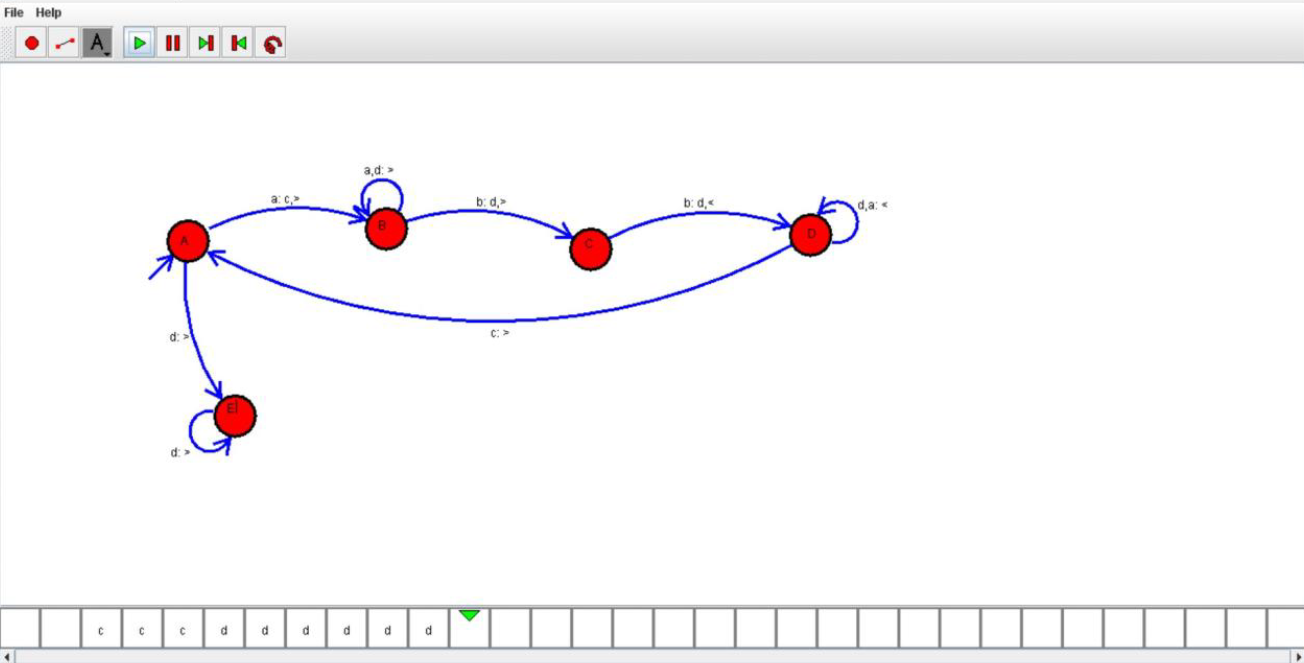 File Help
A
a,d: >
a: c,>
b: d,>
b: d,<
d,a: <
A
B
C
D
c: >
d: >
E
d: >
c c c d d d d d d